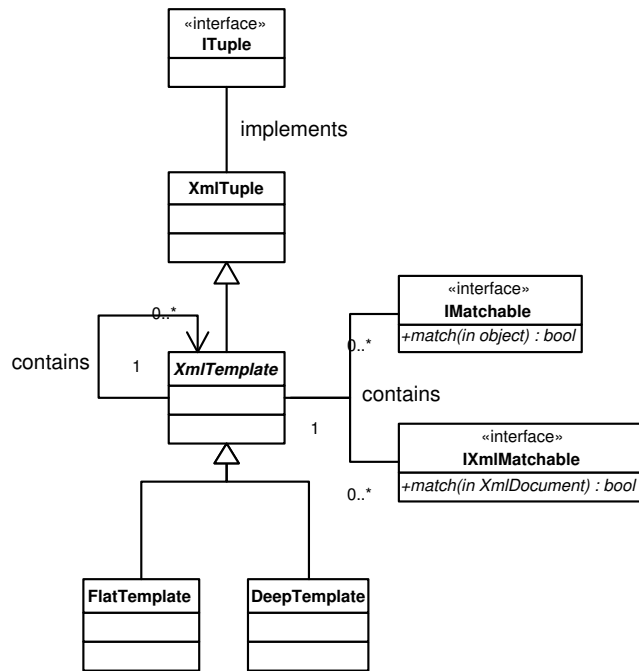 «interface»
ITuple
implements
XmlTuple
«interface»
IMatchable
+match(in object) : bool
0..*
0..*
contains
1
XmlTemplate
contains
1
«interface»
IXmlMatchable
+match(in XmlDocument) : bool
0..*
FlatTemplate
DeepTemplate